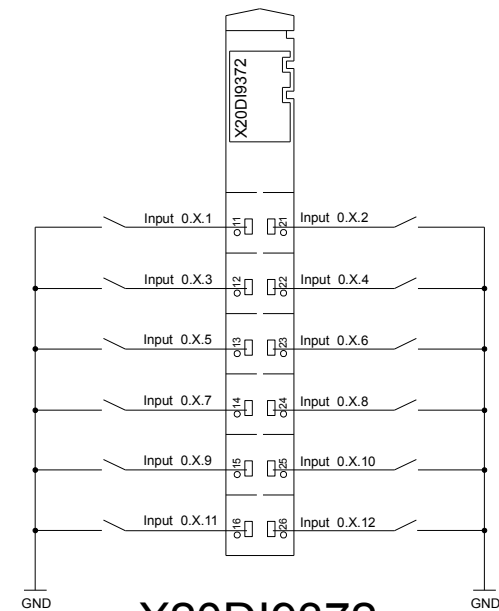 X20DI9372
Input 0.X.1 11 21 Input 0.X.2
Input 0.X.3 12 22 Input 0.X.4
Input 0.X.5 13 23 Input 0.X.6
Input 0.X.7 14 24 Input 0.X.8
Input 0.X.9 15 25 Input 0.X.10
Input 0.X.11 16 26 Input 0.X.12
GND GND
X20DI9372